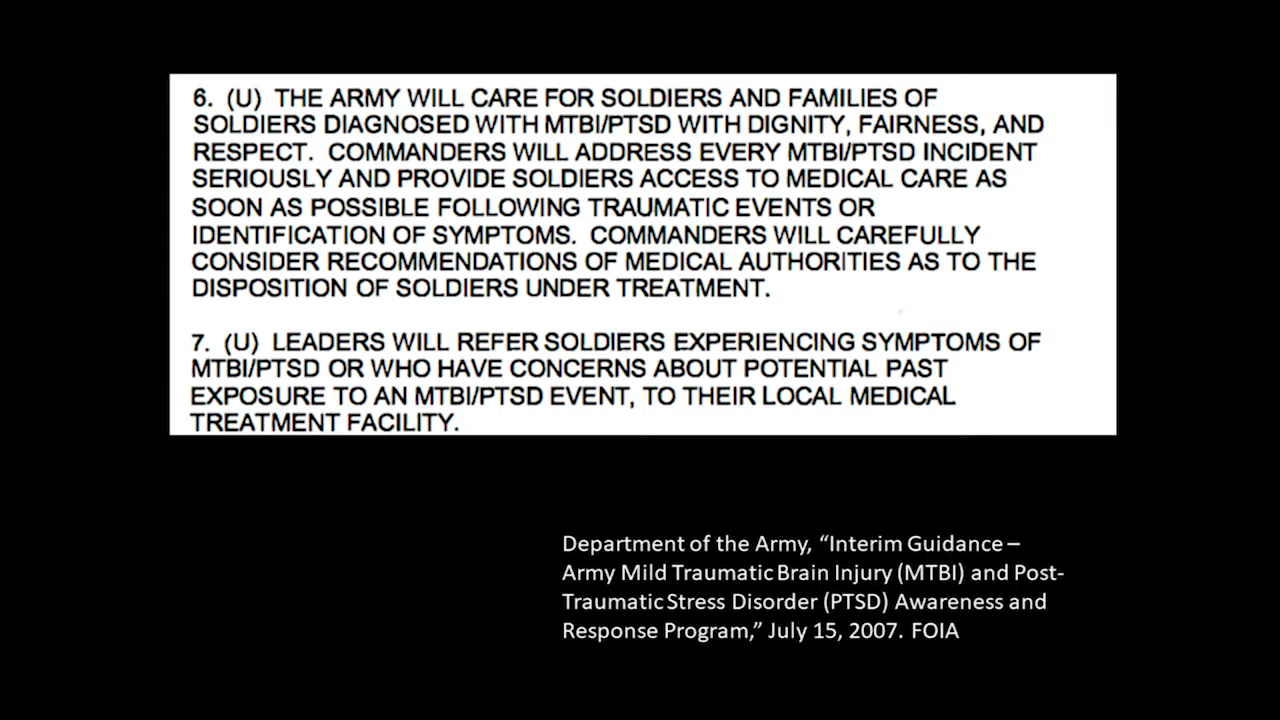 6. (U) THE ARMY WILL CARE FOR SOLDIERS AND FAMILIES OF
SOLDIERS DIAGNOSED WITH MTBI/PTSD WITH DIGNITY, FAIRNESS, AND
RESPECT. COMMANDERS WILL ADDRESS EVERY MTBI/PTSD INCIDENT
SERIOUSLY AND PROVIDE SOLDIERS ACCESS TO MEDICAL CARE AS
SOON AS POSSIBLE FOLLOWING TRAUMATIC EVENTS OR
IDENTIFICATION OF SYMPTOMS. COMMANDERS WILL CAREFULLY
CONSIDER RECOMMENDATIONS OF MEDICAL AUTHORITIES AS TO THE
DISPOSITION OF SOLDIERS UNDER TREATMENT.
7. (U) LEADERS WILL REFER SOLDIERS EXPERIENCING SYMPTOMS OF
MTBI/PTSD OR WHO HAVE CONCERNS ABOUT POTENTIAL PAST
EXPOSURE TO AN MTBI/PTSD EVENT, TO THEIR LOCAL MEDICAL
TREATMENT FACILITY.
Department of the Army, “Interim Guidance –
Army Mild Traumatic Brain Injury (MTBI) and Post-
Traumatic Stress Disorder (PTSD) Awareness and
Response Program,” July 15, 2007. FOIA